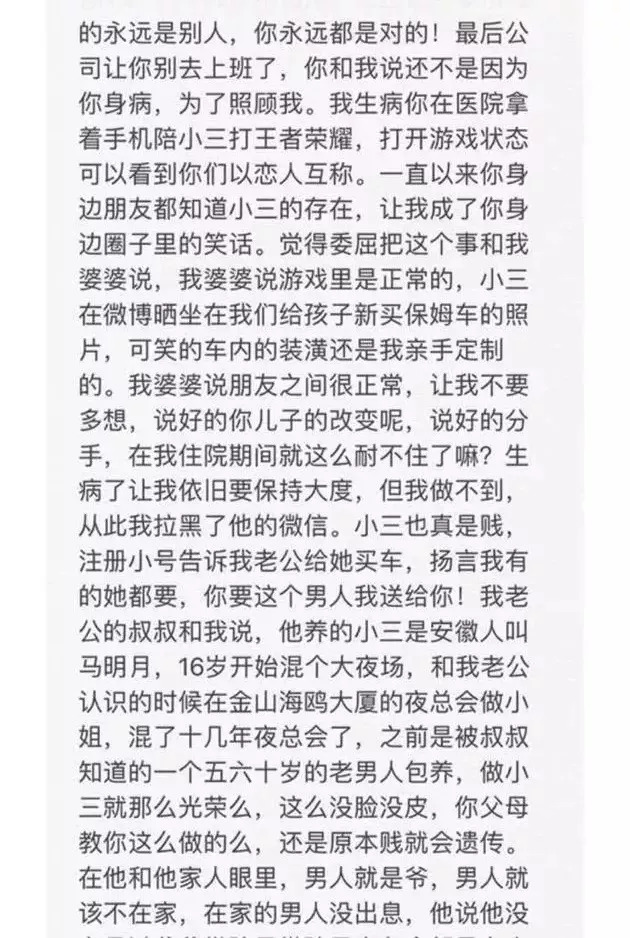 的永远是别人，你永远都是对的！最后公
司让你别去上班了，你和我说还不是因为
你身病，为了照顾我。我生病你在医院拿
着手机陪小三打王者荣耀，打开游戏状态
可以看到你们以恋人互称。一直以来你身
边朋友都知道小三的存在，让我成了你身
边圈子里的笑话。觉得委屈把这个事和我
婆婆说，我婆婆说游戏里是正常的，小三
在微博晒坐在我们给孩子新买保姆车的照
片，可笑的车内的装潢还是我亲手定制
的。我婆婆说朋友之间很正常，让我不要
多想，说好的你儿子的改变呢，说好的分
手，在我住院期间就这么耐不住了嘛？生
病了让我依旧要保持大度，但我做不到，
从此我拉黑了他的微信。小三也真是贱，
注册小号告诉我老公给她买车，扬言我有
的她都要，你要这个男人我送给你！我老
公的叔叔和我说，他养的小三是安徽人叫
马明月，16岁开始混个大夜场，和我老公
认识的时候在金山海鸥大厦的夜总会做小
姐，混了十几年夜总会了，之前是被叔叔
知道的一个五六十岁的老男人包养，做小
三就那么光荣么，这么没脸没皮，你父母
教你这么做的么，还是原本贱就会遗传。
在他和他家人眼里，男人就是爷，男人就
该不在家，在家的男人没出息，他说他没